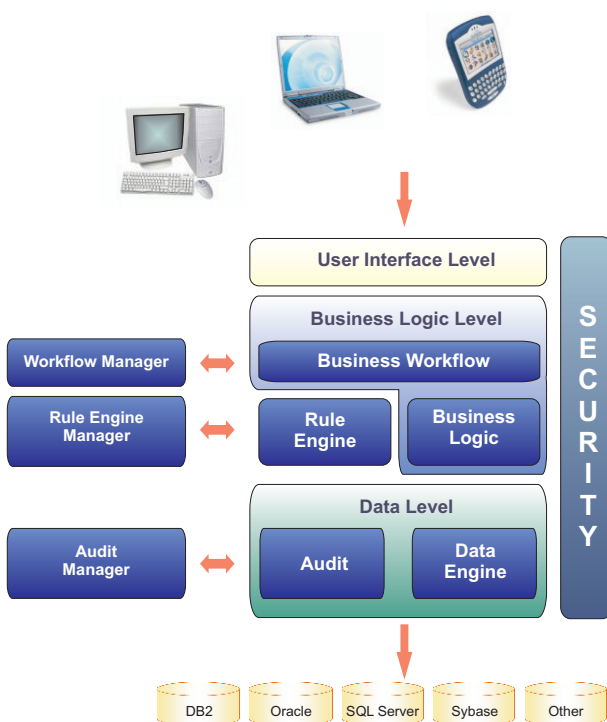 User Interface Level
Business Logic Level
Business Workflow
Workflow Manager
Rule Engine
Manager
Rule
Engine
Business
Logic
Data Level
Audit
Manager
Audit
Data
Engine
SECURITY
DB2
Oracle
SQL Server
Sybase
Other